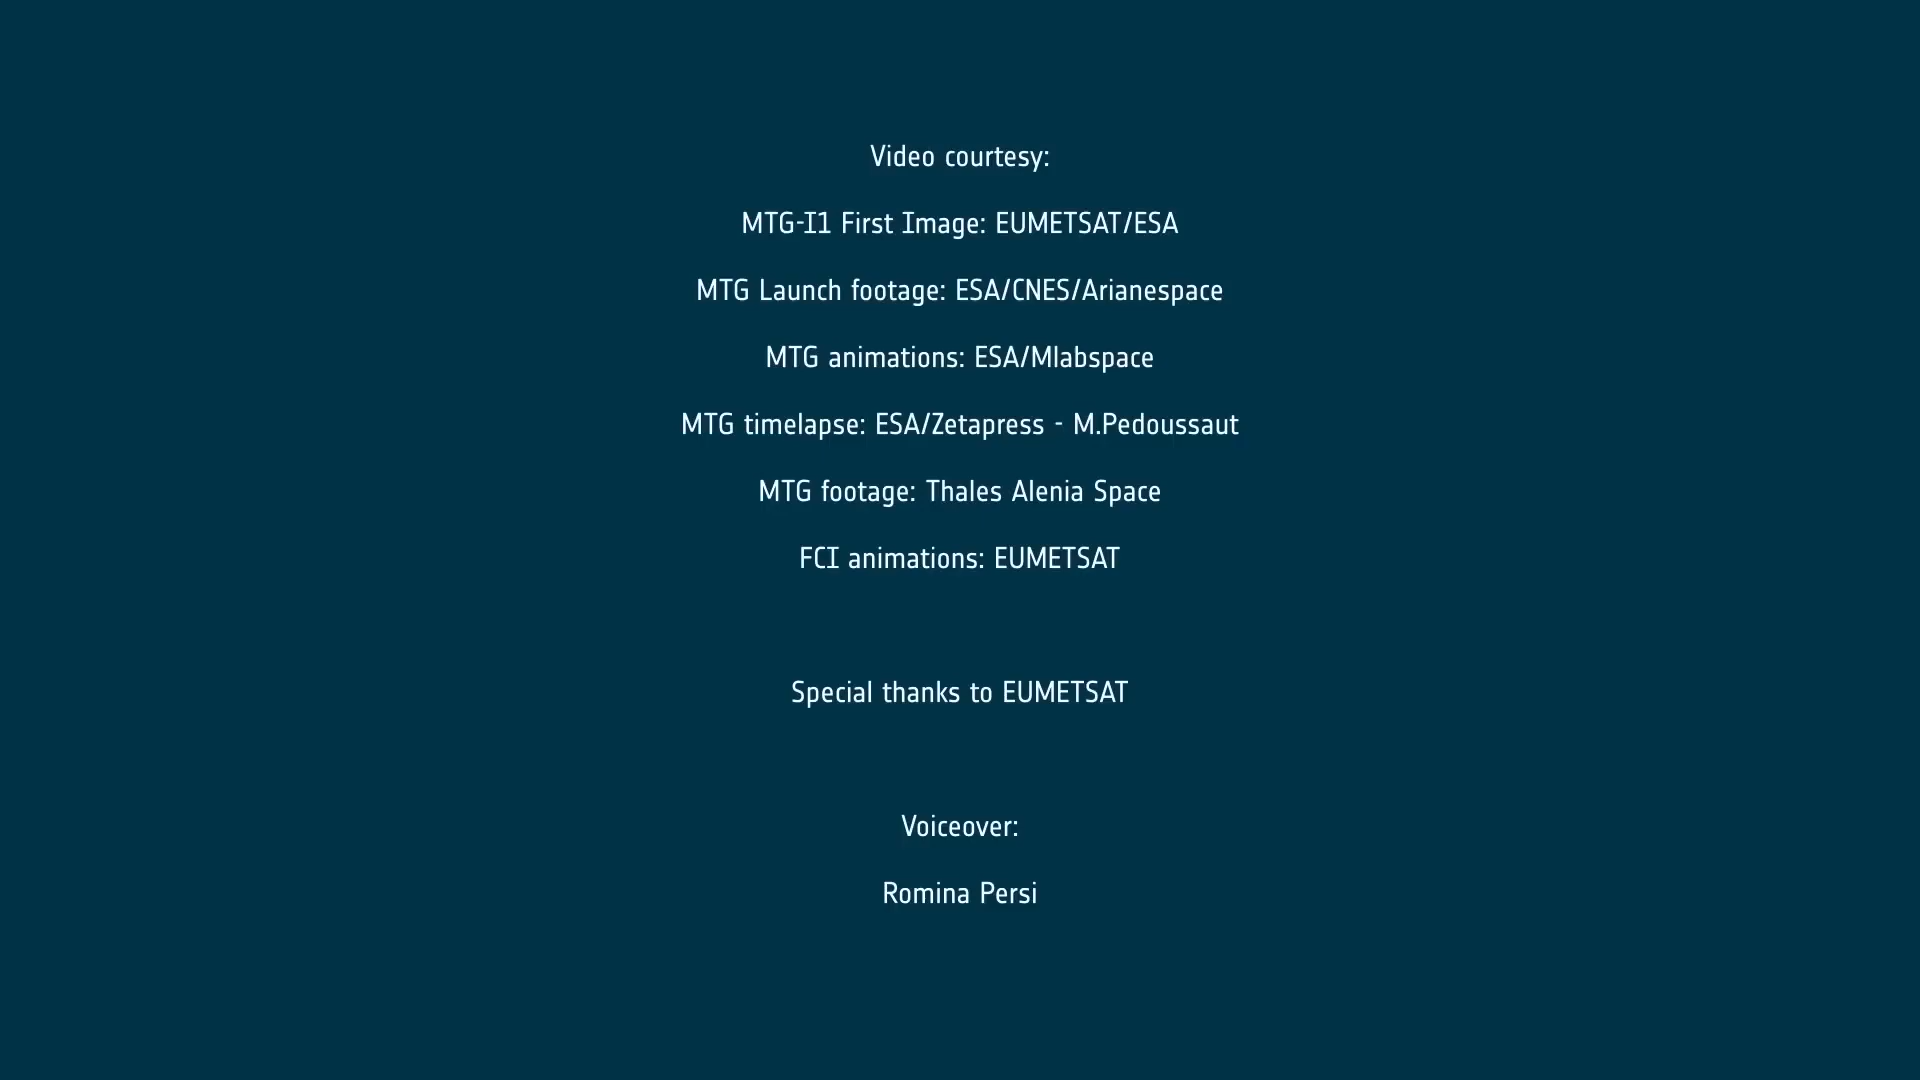 Video courtesy:
MTG-I1 First Image: EUMETSAT/ESA
MTG Launch footage: ESA/CNES/Arianespace
MTG animations: ESA/Mlabspace
MTG timelapse: ESA/Zetapress - M.Pedoussaut
MTG footage: Thales Alenia Space
FCI animations: EUMETSAT
Special thanks to EUMETSAT
Voiceover:
Romina Persi